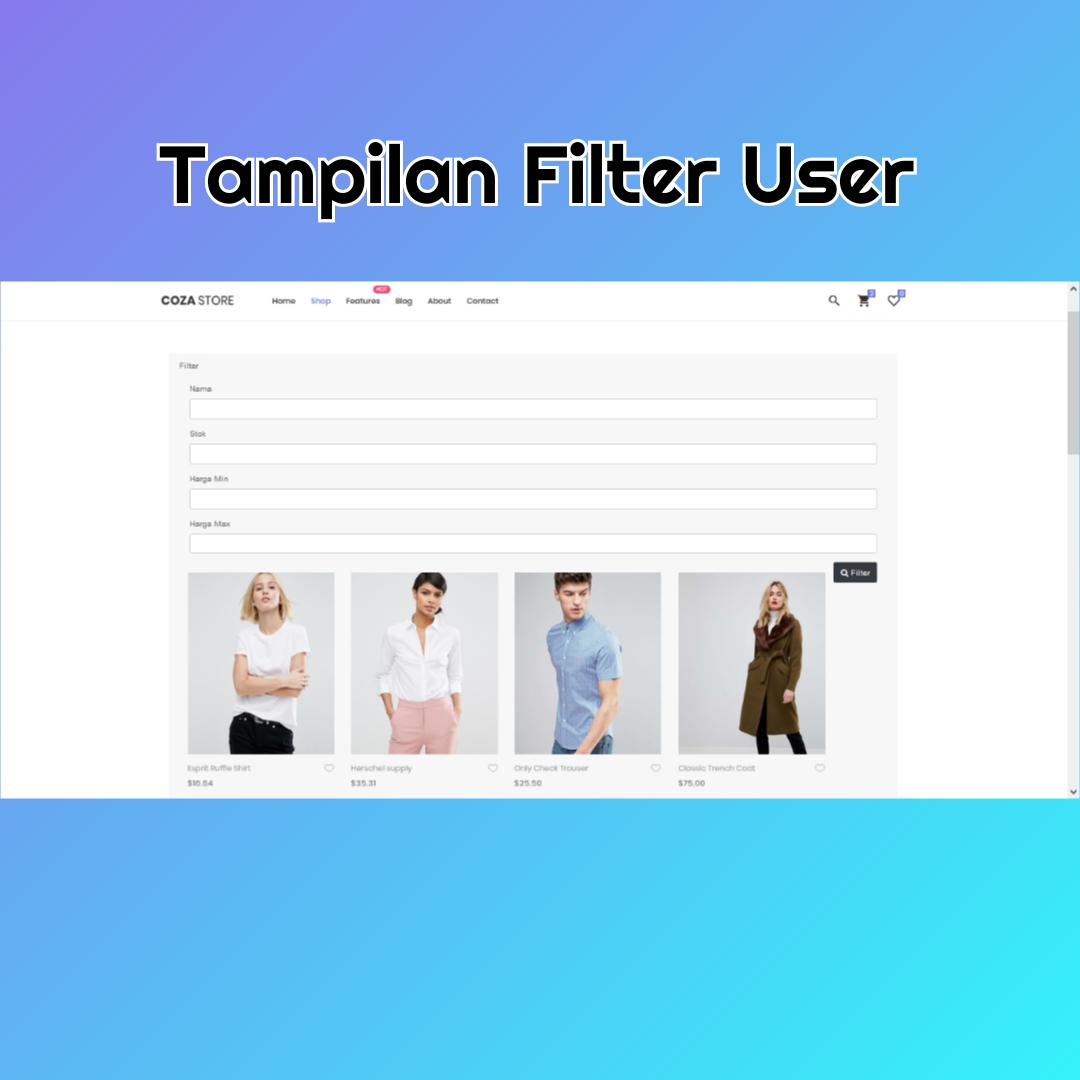 Tampilan Filter User
COZA STORE Home Shop Features HOT Blog About Contact 2 0
Filter
Nama
Stok
Harga Min
Harga Max
Filter
Esprit Ruffle Shirt Herschel supply Only Check Trouser Classic Trench Coat
$16.64 $35.31 $25.50 $75.00